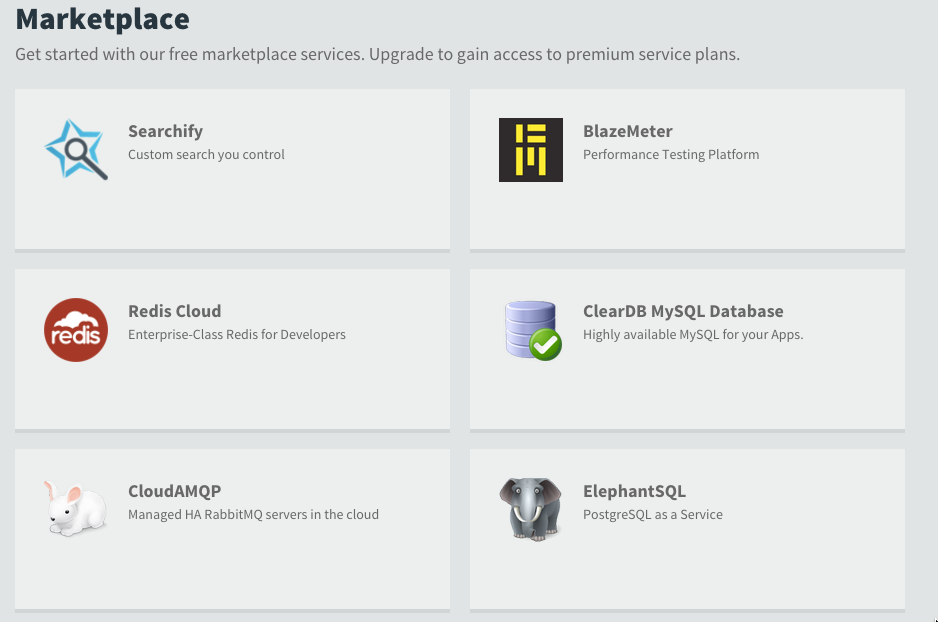 Marketplace
Get started with our free marketplace services. Upgrade to gain access to premium service plans.
Searchify
Custom search you control
BlazeMeter
Performance Testing Platform
redis
Redis Cloud
Enterprise-Class Redis for Developers
ClearDB MySQL Database
Highly available MySQL for your Apps.
CloudAMQP
Managed HA RabbitMQ servers in the cloud
ElephantSQL
PostgreSQL as a Service